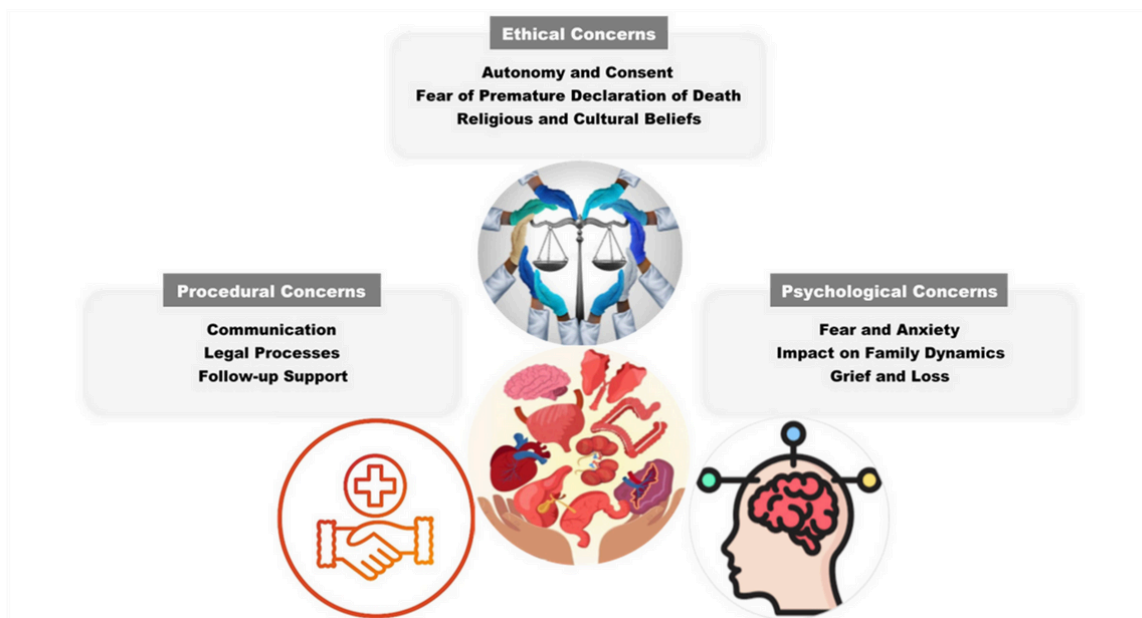 Ethical Concerns
Autonomy and Consent
Fear of Premature Declaration of Death
Religious and Cultural Beliefs
Procedural Concerns
Communication
Legal Processes
Follow-up Support
Psychological Concerns
Fear and Anxiety
Impact on Family Dynamics
Grief and Loss